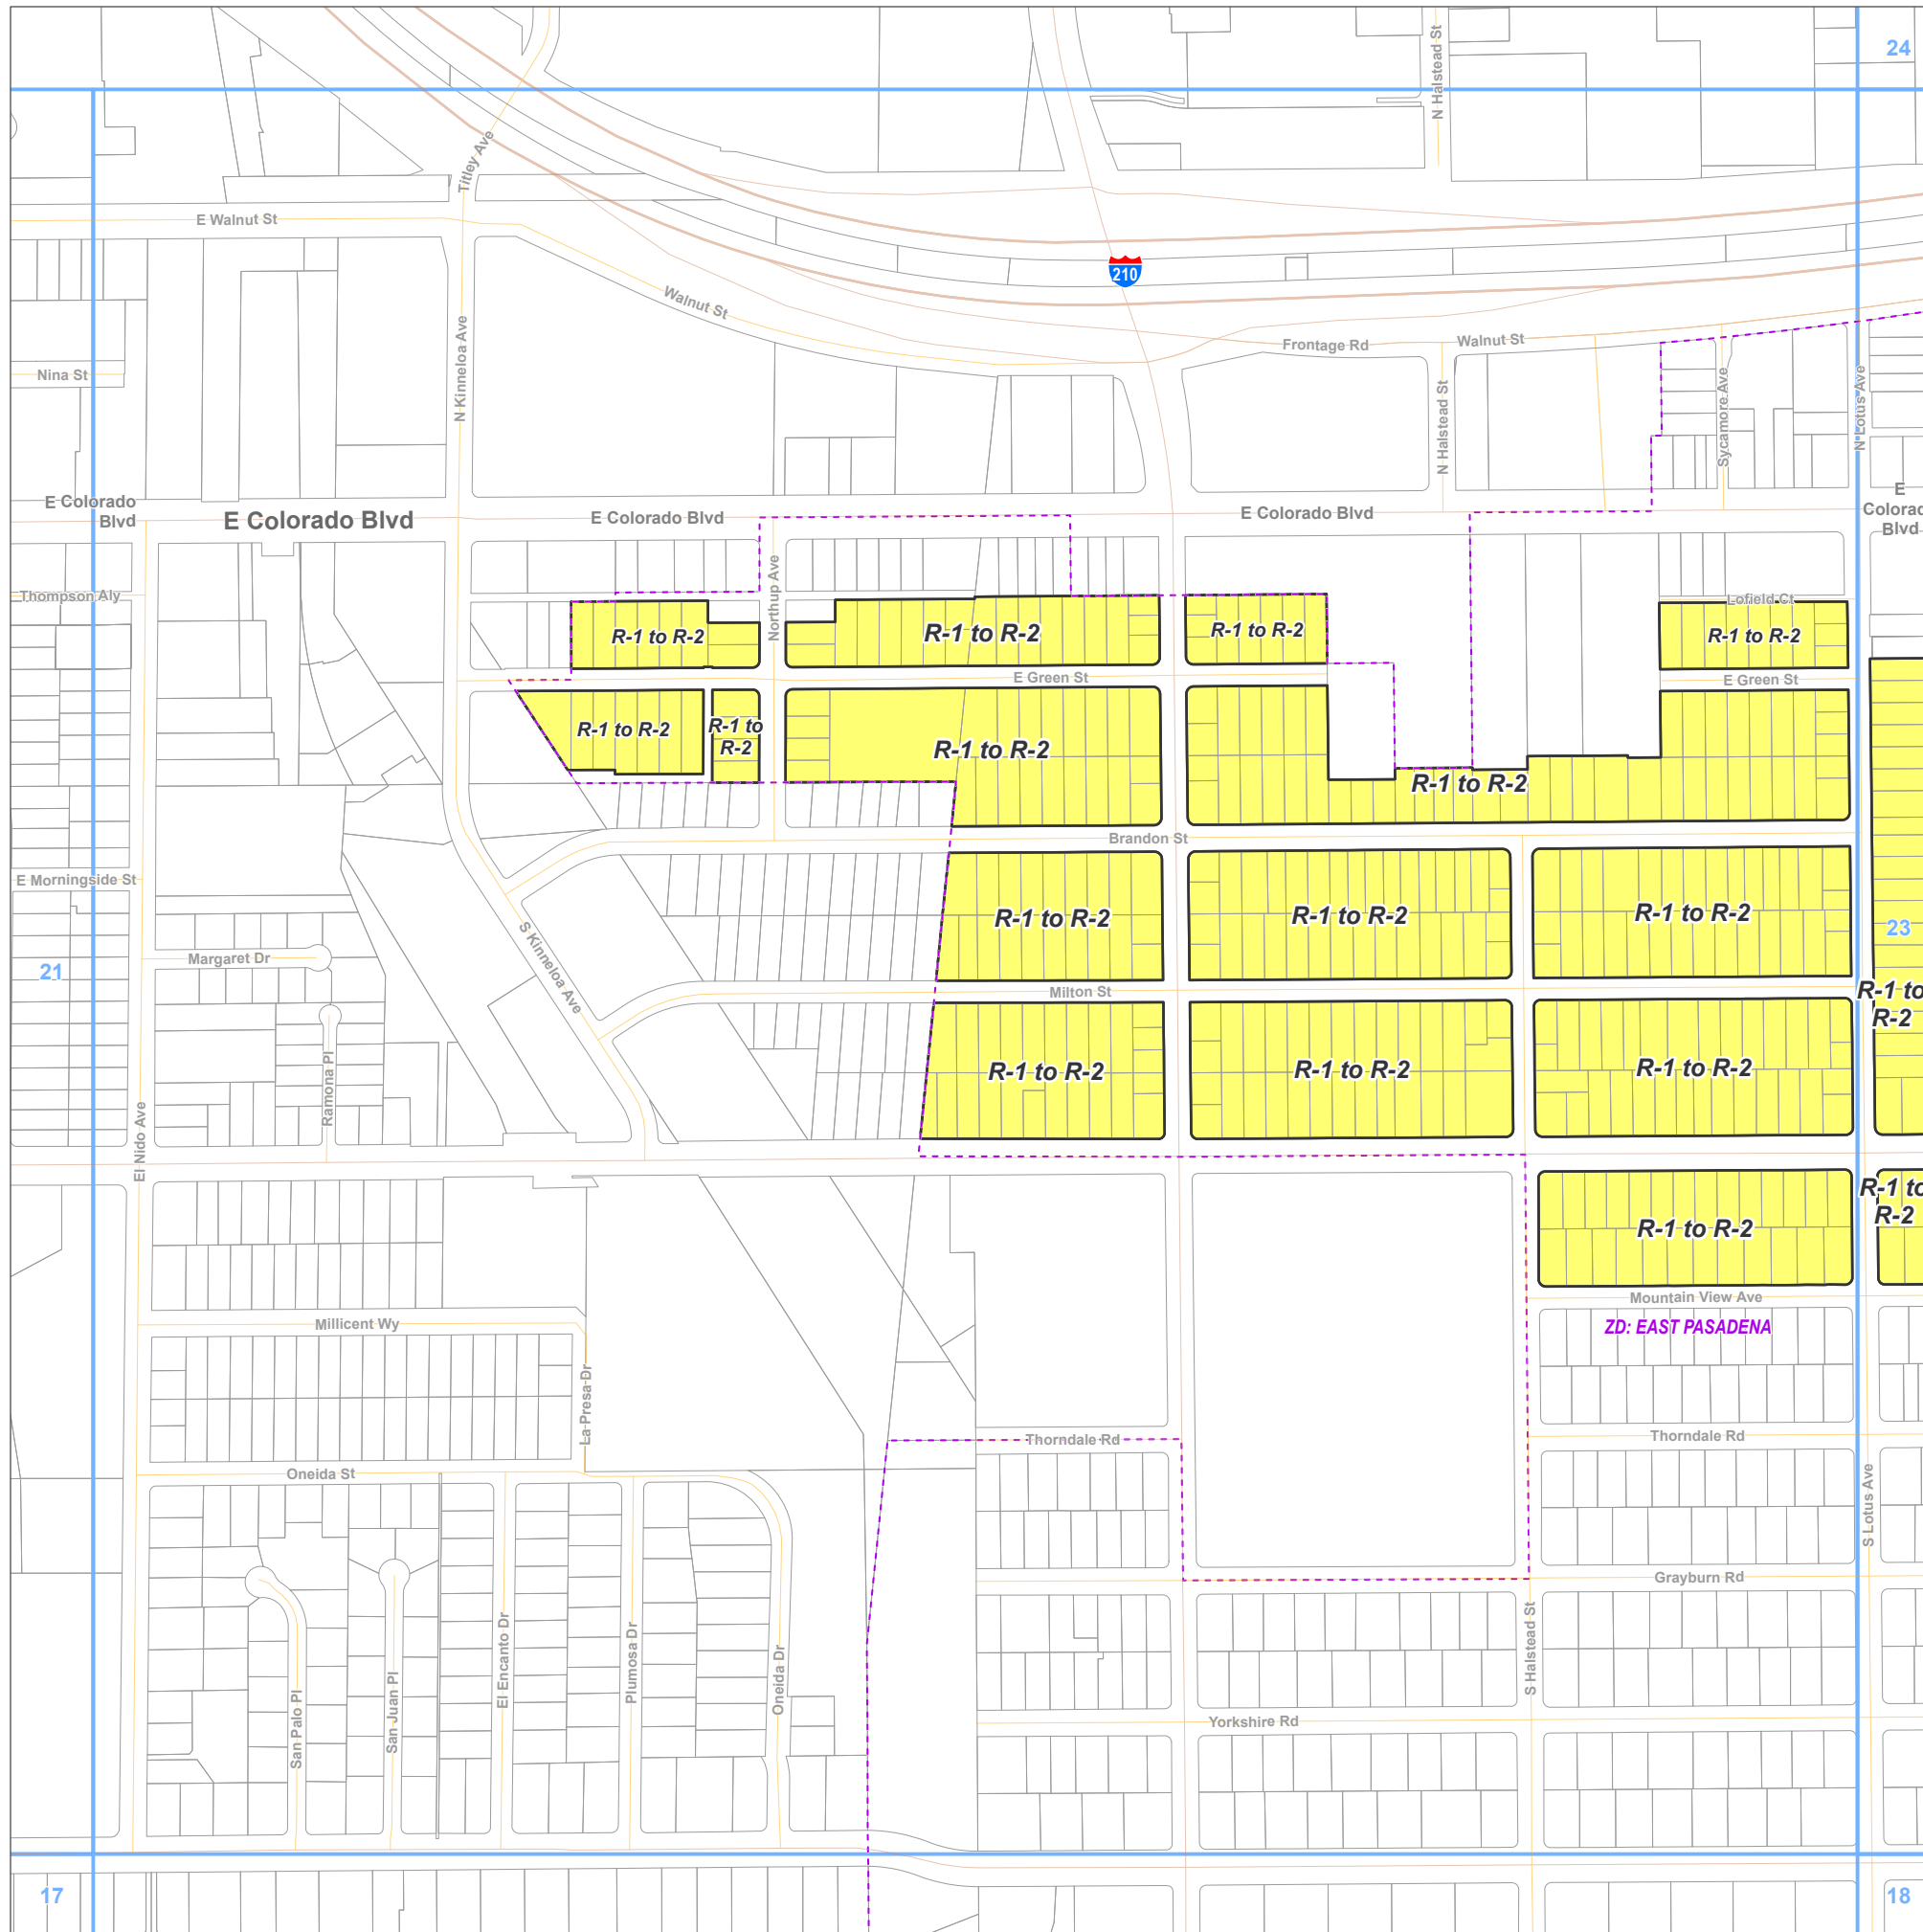 24
N Halstead St
Titley Ave
E Walnut St
210
Walnut St
Frontage Rd
Walnut St
Nina St
N Kinneloa Ave
N Halstead St
Sycamore Ave
N Lotus Ave
E Colorado
Blvd
E Colorado Blvd
E Colorado Blvd
E Colorado Blvd
E
Colorad
Blvd
Thompson Aly
Northup Ave
Lofield Ct
R-1 to R-2
R-1 to R-2
R-1 to R-2
R-1 to R-2
E Green St
E Green St
R-1 to R-2
R-1 to
R-2
R-1 to R-2
R-1 to R-2
Brandon St
E Morningside St
R-1 to R-2
R-1 to R-2
R-1 to R-2
23
21
Margaret Dr
S Kinneloa Ave
Milton St
R-1 to
R-2
Ramona Pl
R-1 to R-2
R-1 to R-2
R-1 to R-2
El Nido Ave
R-1 to R-2
R-1 to
R-2
Mountain View Ave
Millicent Wy
ZD: EAST PASADENA
La Presa Dr
Thorndale Rd
Thorndale Rd
Oneida St
S Lotus Ave
Grayburn Rd
San Palo Pl
San Juan Pl
El Encanto Dr
Plumosa Dr
Oneida Dr
S Halstead St
Yorkshire Rd
17
18